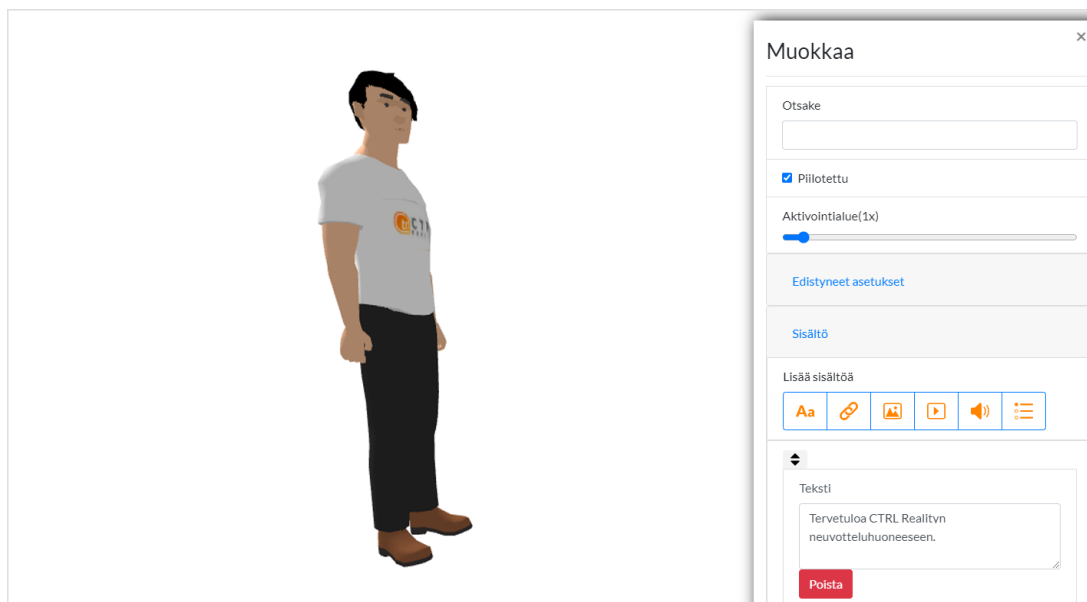 Muokkaa
×
Otsake
Piilotettu
Aktivointialue(1x)
Edistyneet asetukset
Sisältö
Lisää sisältöä
Aa
Teksti
Tervetuloa CTRL Realityn
neuvotteluhuoneeseen.
Poista